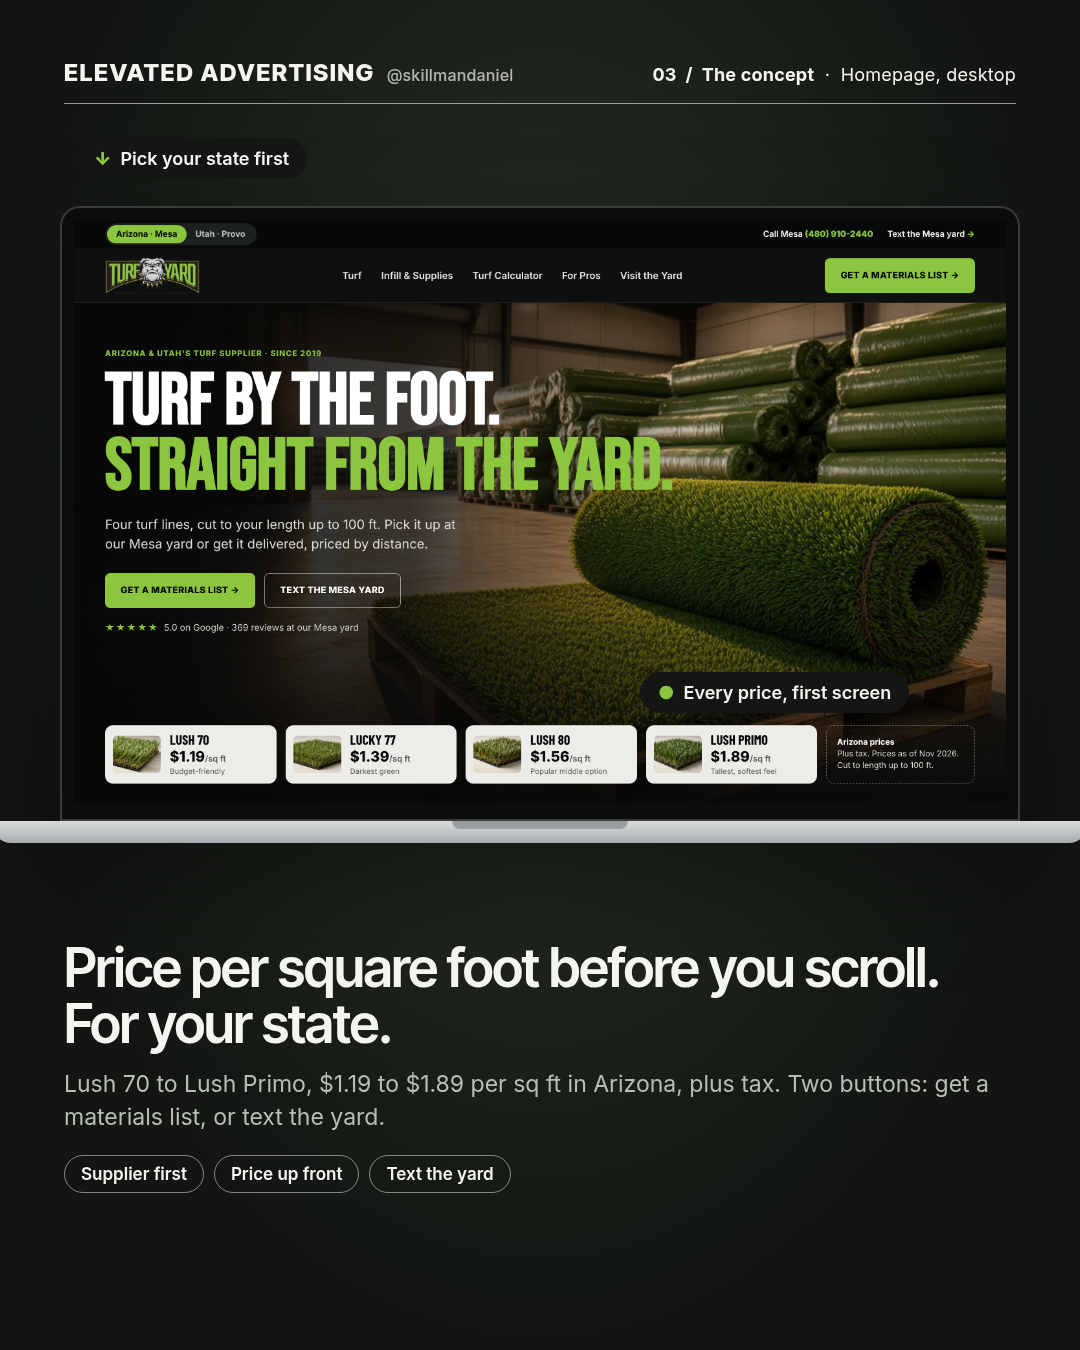 ELEVATED ADVERTISING @skillmandaniel
03 / The concept · Homepage, desktop
↓ Pick your state first
Arizona · Mesa Utah · Provo
Call Mesa (480) 910-2440 Text the Mesa yard →
TURF YARD
Turf Infill & Supplies Turf Calculator For Pros Visit the Yard
GET A MATERIALS LIST →
ARIZONA & UTAH'S TURF SUPPLIER · SINCE 2019
TURF BY THE FOOT.
STRAIGHT FROM THE YARD.
Four turf lines, cut to your length up to 100 ft. Pick it up at
our Mesa yard or get it delivered, priced by distance.
GET A MATERIALS LIST → TEXT THE MESA YARD
★★★★★ 5.0 on Google · 369 reviews at our Mesa yard
Every price, first screen
LUSH 70
$1.19/sq ft
Budget-friendly
LUCKY 77
$1.39/sq ft
Darkest green
LUSH 80
$1.56/sq ft
Popular middle option
LUSH PRIMO
$1.89/sq ft
Tallest, softest feel
Arizona prices
Plus tax. Prices as of Nov 2026.
Cut to length up to 100 ft.
Price per square foot before you scroll.
For your state.
Lush 70 to Lush Primo, $1.19 to $1.89 per sq ft in Arizona, plus tax. Two buttons: get a
materials list, or text the yard.
Supplier first Price up front Text the yard